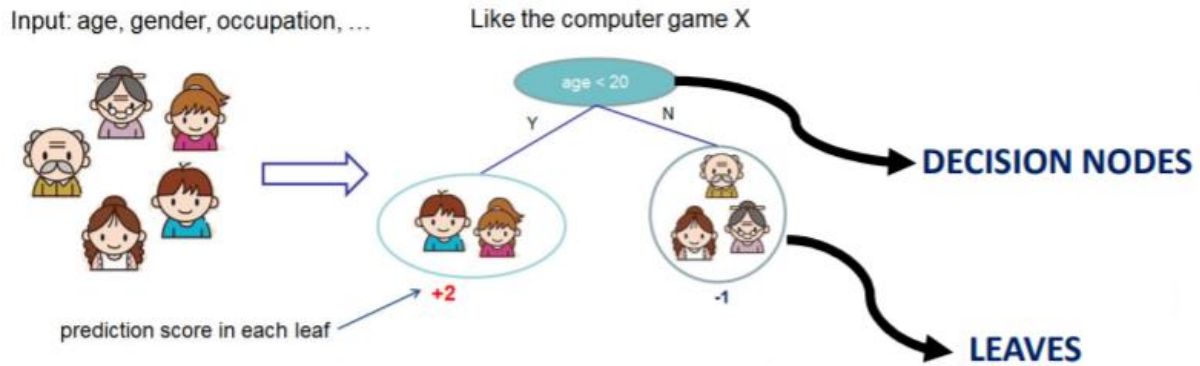 Input: age, gender, occupation, ...
Like the computer game X
age < 20
Y
N
DECISION NODES
+2
-1
prediction score in each leaf
LEAVES